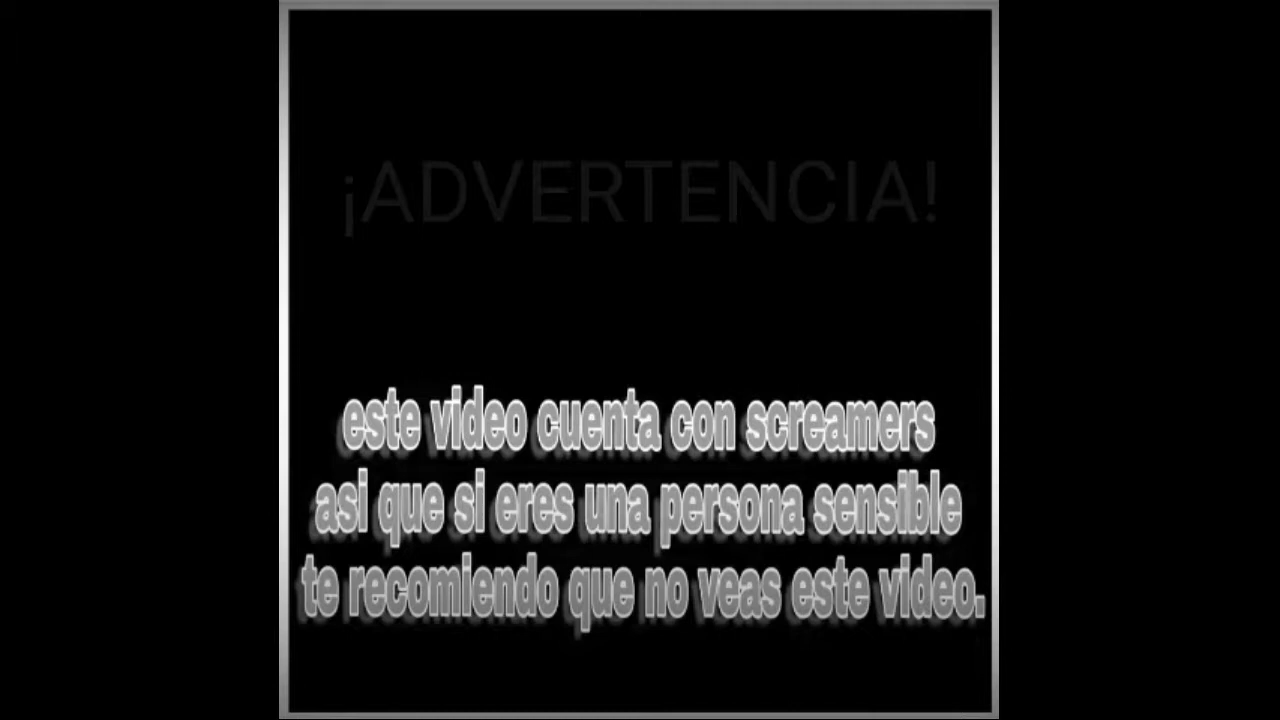 ¡ADVERTENCIA!
este video cuenta con screamers
asi que si eres una persona sensible
te recomiendo que no veas este video.